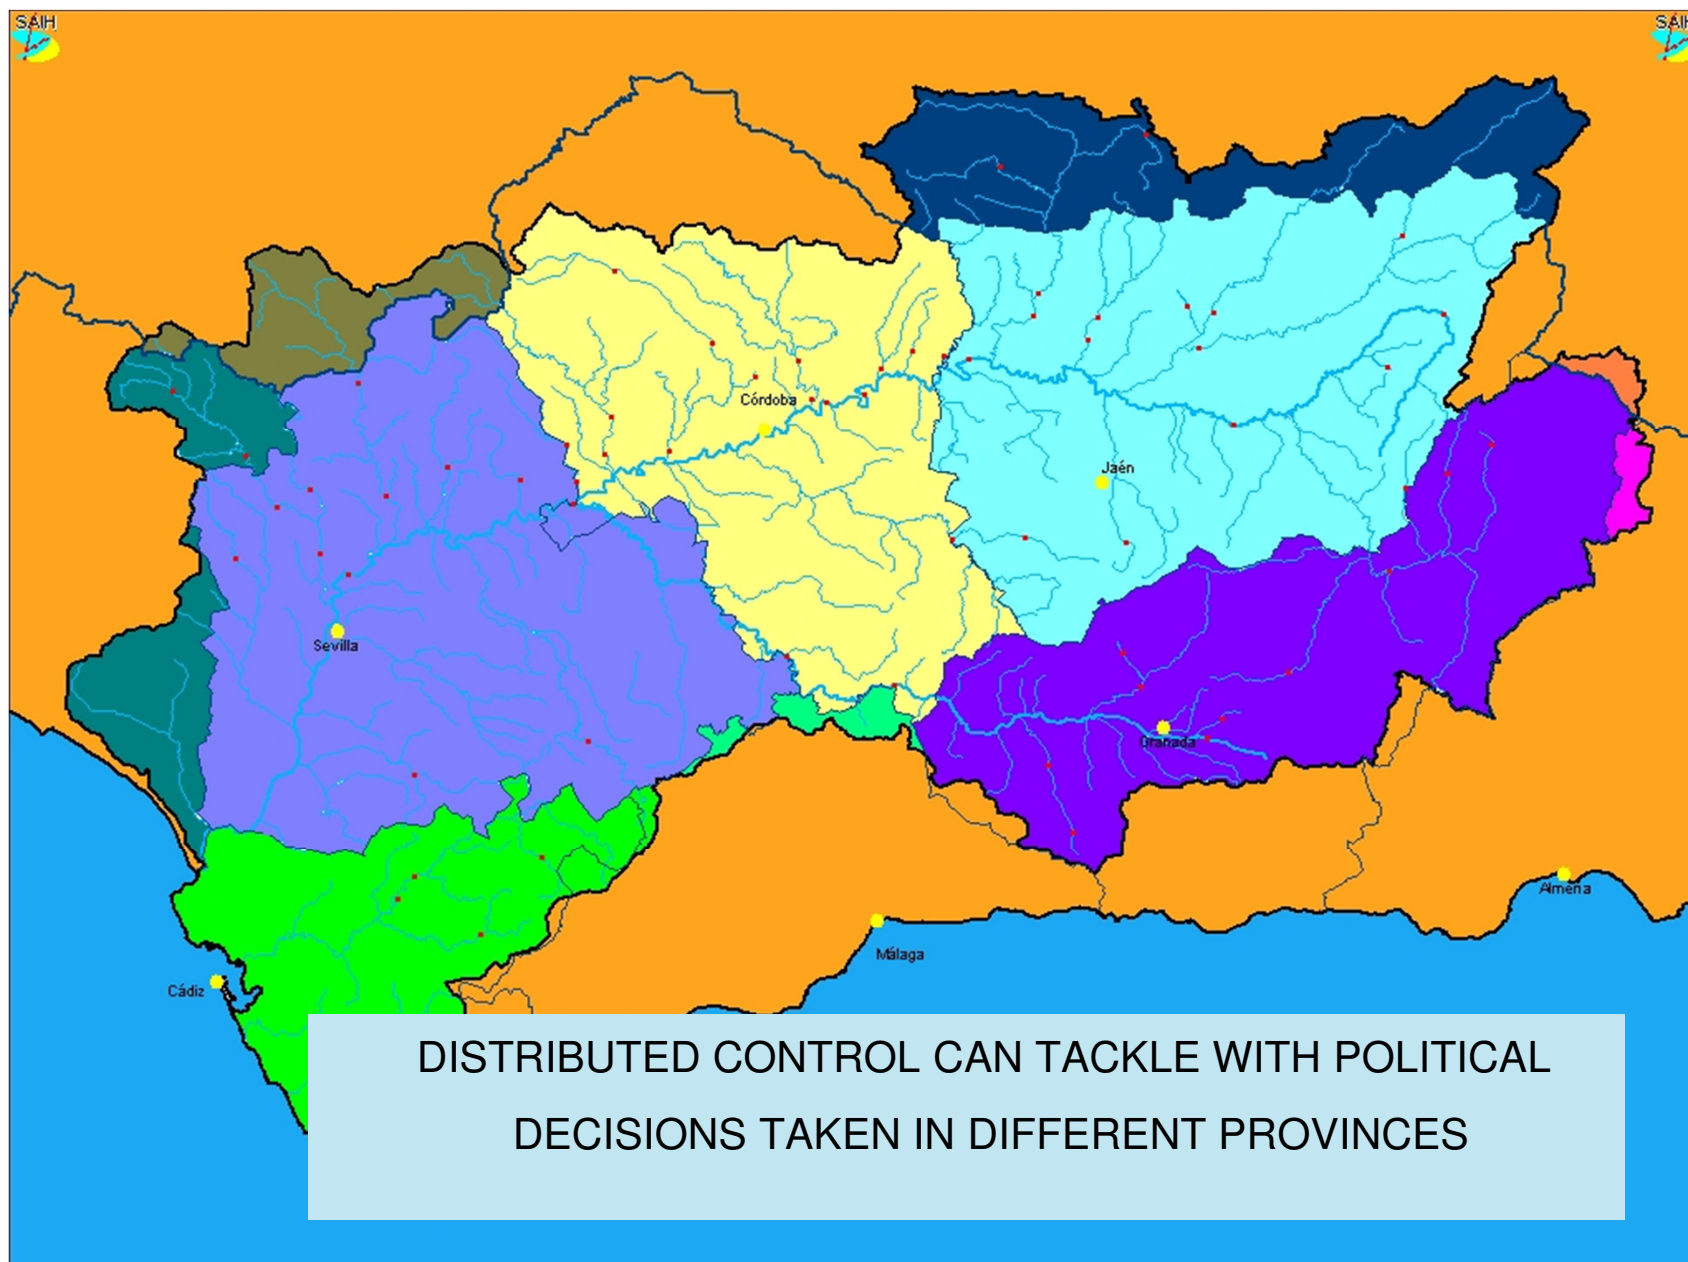 SAIH
SAIH
Córdoba
Jaén
Sevilla
Granada
Almería
Málaga
Cádiz
DISTRIBUTED CONTROL CAN TACKLE WITH POLITICAL
DECISIONS TAKEN IN DIFFERENT PROVINCES